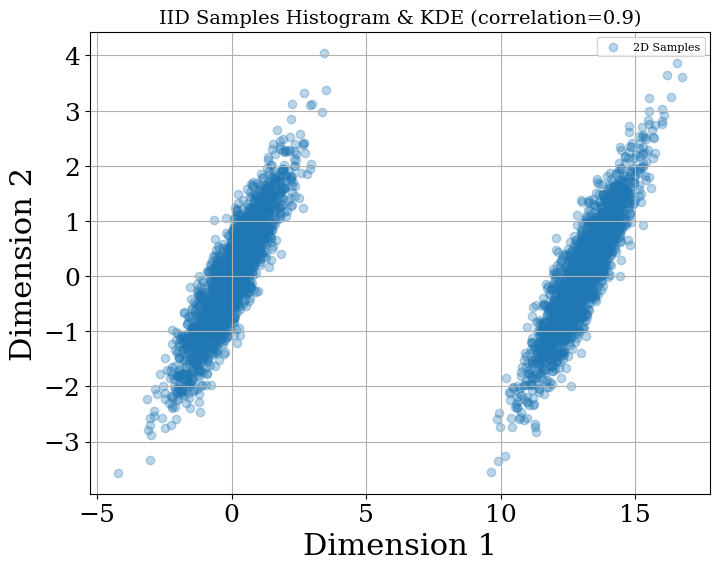 IID Samples Histogram & KDE (correlation=0.9)
2D Samples
Dimension 2
4
3
2
1
0
−1
−2
−3
−5 0 5 10 15
Dimension 1